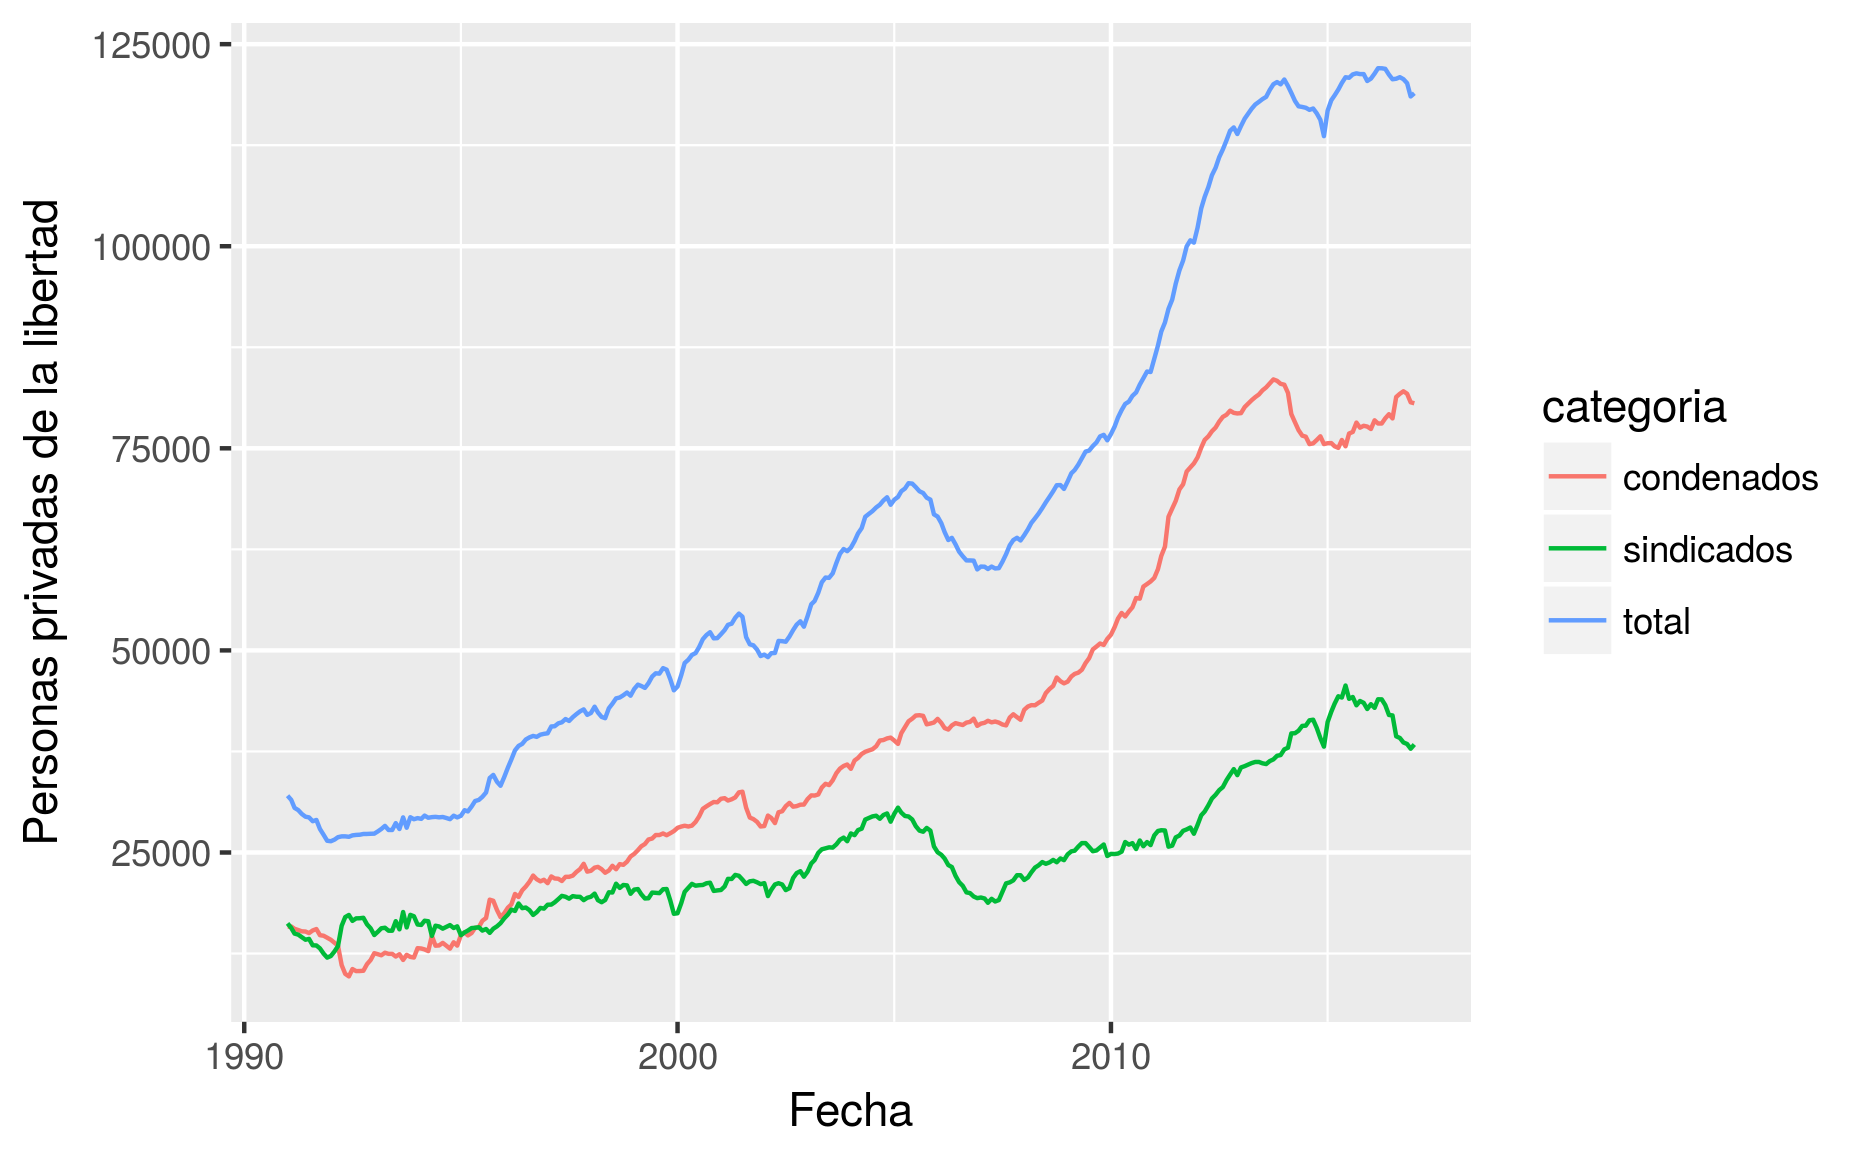 Personas privadas de la libertad
125000
100000
75000
50000
25000
1990
2000
2010
Fecha
categoria
condenados
sindicados
total